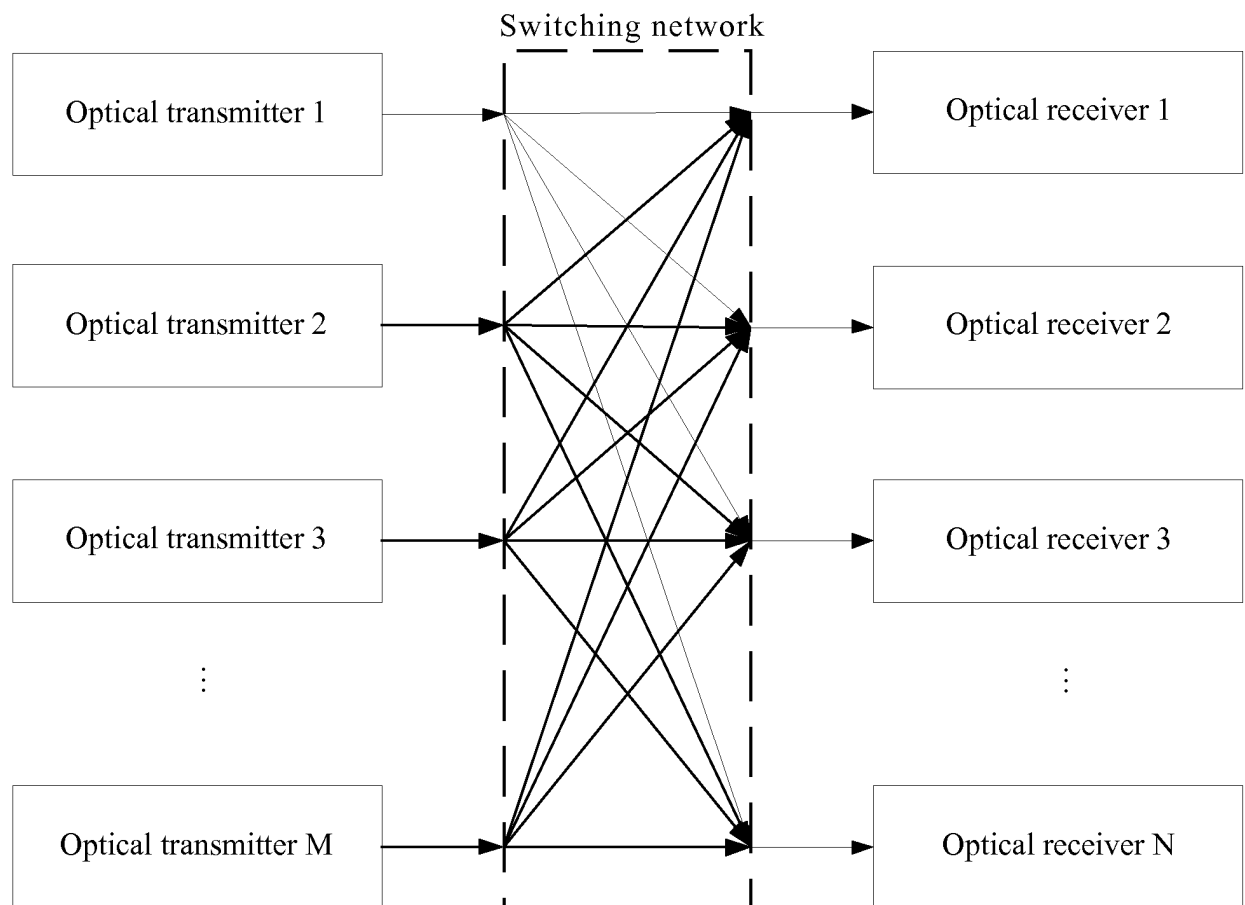 Switching network
Optical transmitter 1
Optical receiver 1
Optical transmitter 2
Optical receiver 2
Optical transmitter 3
Optical receiver 3
⋮
⋮
Optical transmitter M
Optical receiver N